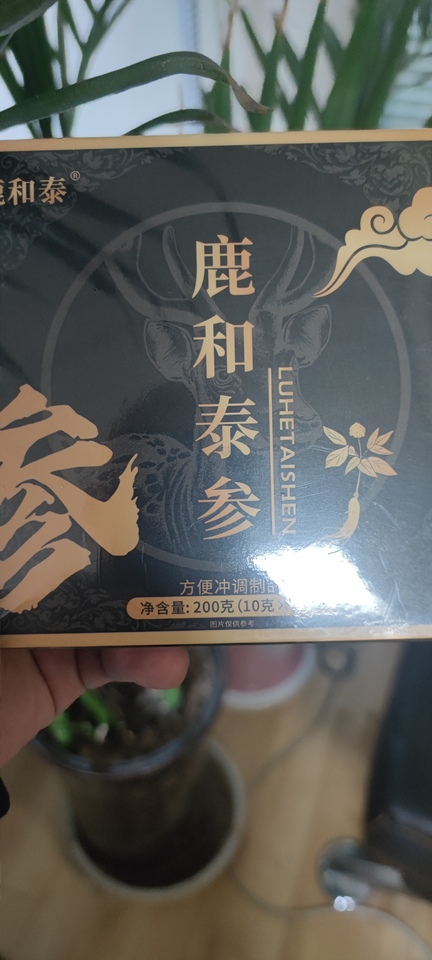 和泰®
鹿和泰参
LUHETAISHEN
参
方便冲调制
净含量: 200克(10克
图片仅供参考